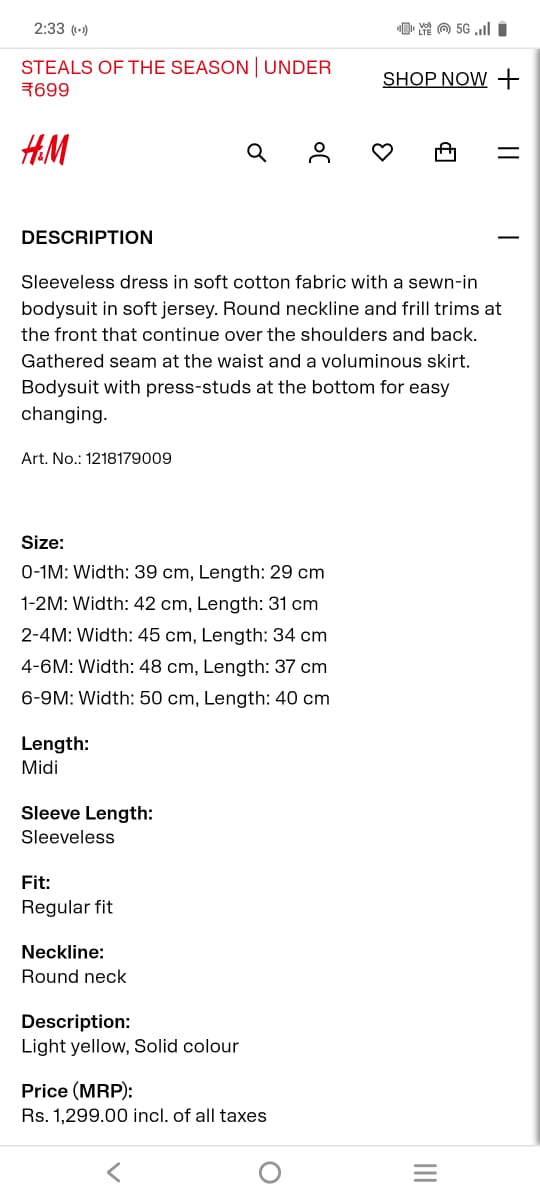 2:33
VoB
LTE
5G
STEALS OF THE SEASON | UNDER
₹699
SHOP NOW +
H&M
DESCRIPTION
Sleeveless dress in soft cotton fabric with a sewn-in
bodysuit in soft jersey. Round neckline and frill trims at
the front that continue over the shoulders and back.
Gathered seam at the waist and a voluminous skirt.
Bodysuit with press-studs at the bottom for easy
changing.
Art. No.: 1218179009
Size:
0-1M: Width: 39 cm, Length: 29 cm
1-2M: Width: 42 cm, Length: 31 cm
2-4M: Width: 45 cm, Length: 34 cm
4-6M: Width: 48 cm, Length: 37 cm
6-9M: Width: 50 cm, Length: 40 cm
Length:
Midi
Sleeve Length:
Sleeveless
Fit:
Regular fit
Neckline:
Round neck
Description:
Light yellow, Solid colour
Price (MRP):
Rs. 1,299.00 incl. of all taxes